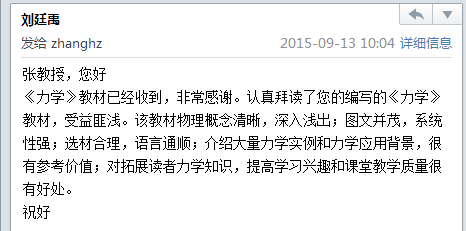 刘廷禹
发给 zhanghz 2015-09-13 10:04 详细信息
张教授，您好
《力学》教材已经收到，非常感谢。认真拜读了您的编写的《力学》
教材，受益匪浅。该教材物理概念清晰，深入浅出；图文并茂，系统
性强；选材合理，语言通顺；介绍大量力学实例和力学应用背景，很
有参考价值；对拓展读者力学知识，提高学习兴趣和课堂教学质量很
有好处。
祝好